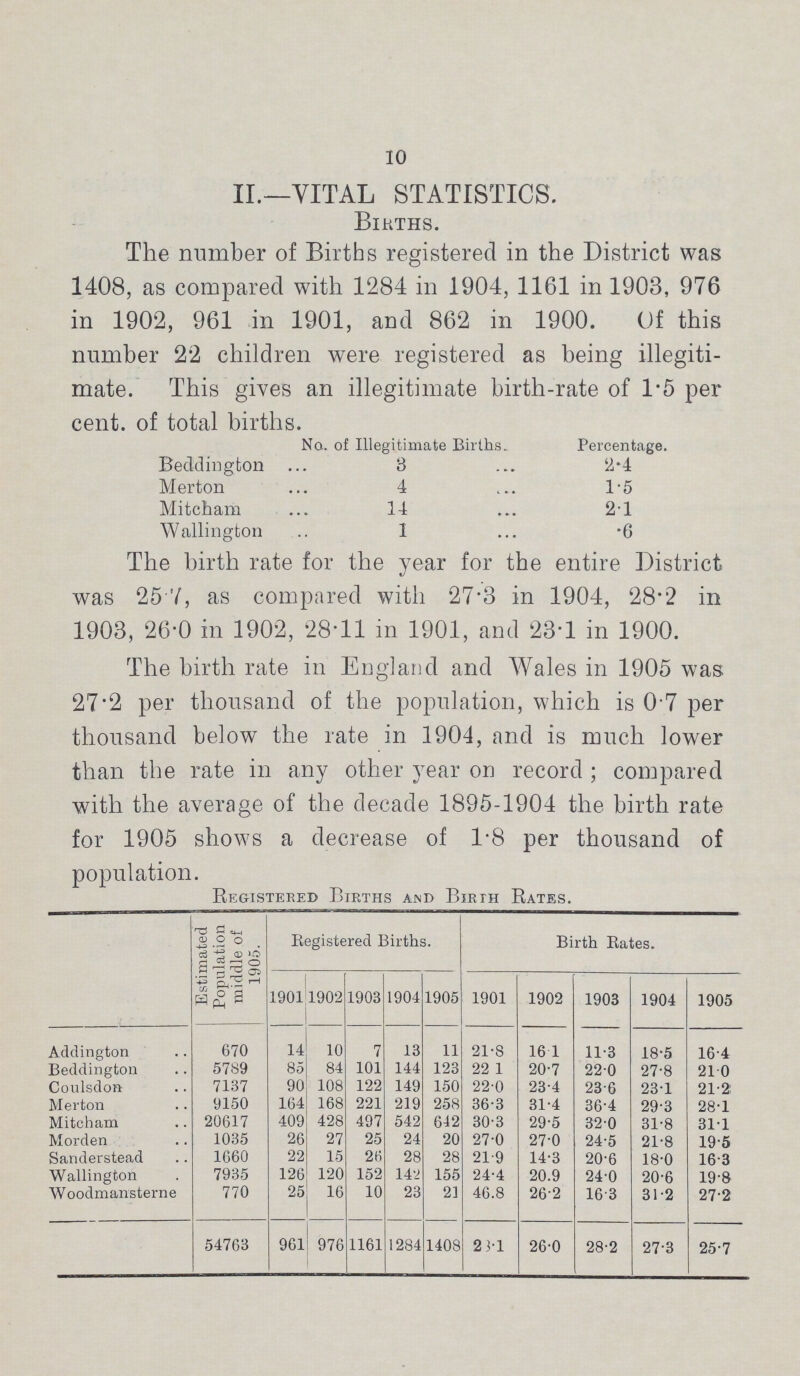 10
II.—VITAL STATISTICS.
BIRTHS.
The number of Births registered in the District was
1408, as compared with 1284 in 1904, 1161 in 1903, 976
in 1902, 961 in 1901, and 862 in 1900. Of this
number 22 children were registered as being illegiti-
mate. This gives an illegitimate birth-rate of 1·5 per
cent. of total births.
No. of Illegitimate Births. Percentage.
Beddington ... 3 ... 2·4
Merton ... 4 ... 1·5
Mitcham ... 14 ... 2·1
Wallington .. 1 ... ·6
The birth rate for the year for the entire District
was 25·7, as compared with 27·3 in 1904, 28·2 in
1903, 26·0 in 1902, 28·11 in 1901, and 23·1 in 1900.
The birth rate in England and Wales in 1905 was
27·2 per thousand of the population, which is 0·7 per
thousand below the rate in 1904, and is much lower
than the rate in any other year on record ; compared
with the average of the decade 1895-1904 the birth rate
for 1905 shows a decrease of 1·8 per thousand of
population.
REGISTERED BIRTHS AND BIRTH RATES.
Estimated Population middle of 1905. Registered Births. Birth Rates.
1901 1902 1903 1904 1905 1901 1902 1903 1904 1905
Addington .. 670 14 10 7 13 11 21·8 16 1 11·3 18·5 16·4
Beddington .. 5789 85 84 101 144 123 22 1 20·7 22·0 27·8 21 0
Coulsdon .. 7137 90 108 122 149 150 22·0 23·4 23·6 23·1 21·2
Merton .. 9150 164 168 221 219 258 36·3 31·4 36·4 29·3 28·1
Mitcham .. 20617 409 428 497 542 642 30·3 29·5 32·0 31·8 31·1
Morden .. 1035 26 27 25 24 20 27·0 27·0 24·5 21·8 19·5
Sanderstead .. 1660 22 15 26 28 28 21·9 14·3 20·6 18·0 16·3
Wallington . 7935 126 120 152 142 155 24·4 20.9 24·0 20·6 19·8
Woodmansterne 770 25 16 10 23 21 46.8 26·2 16·3 31·2 27·2
54763 961 976 1161 1284 1408 23·1 26·0 28·2 27·3 25·7